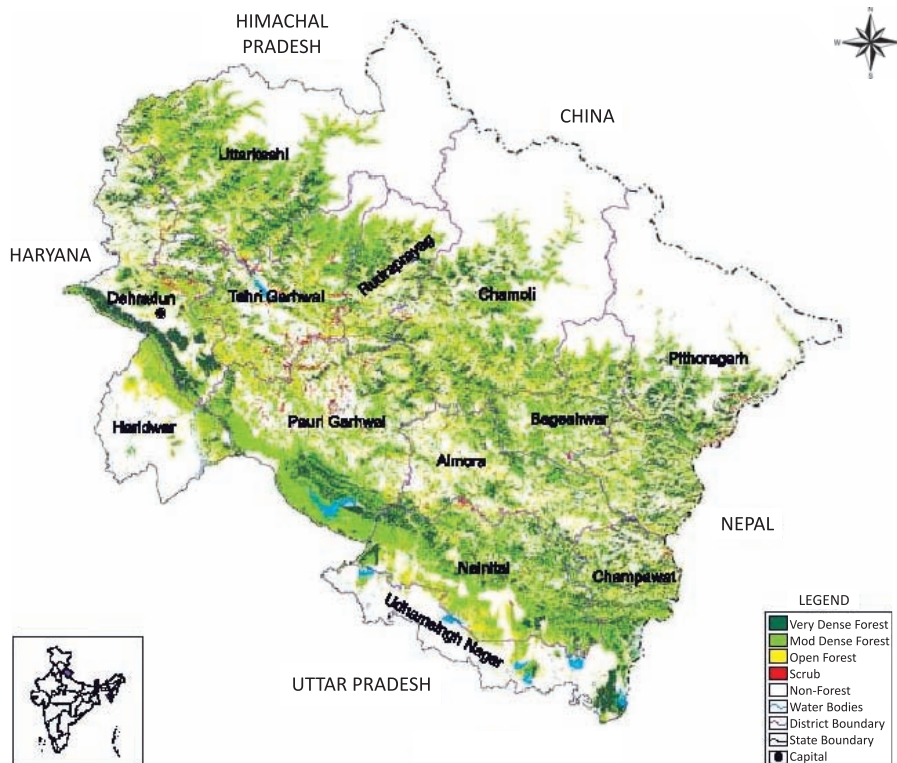 HIMACHAL
PRADESH
N
W
E
S
CHINA
Uttarkashi
HARYANA
Rudraprayag
Dehradun
Tehri Garhwal
Chamoli
Pithoragarh
Haridwar
Pauri Garhwal
Bageshwar
Almora
NEPAL
Nainital
Champawat
Udhamsingh Nagar
UTTAR PRADESH
LEGEND
Very Dense Forest
Mod Dense Forest
Open Forest
Scrub
Non-Forest
Water Bodies
District Boundary
State Boundary
Capital